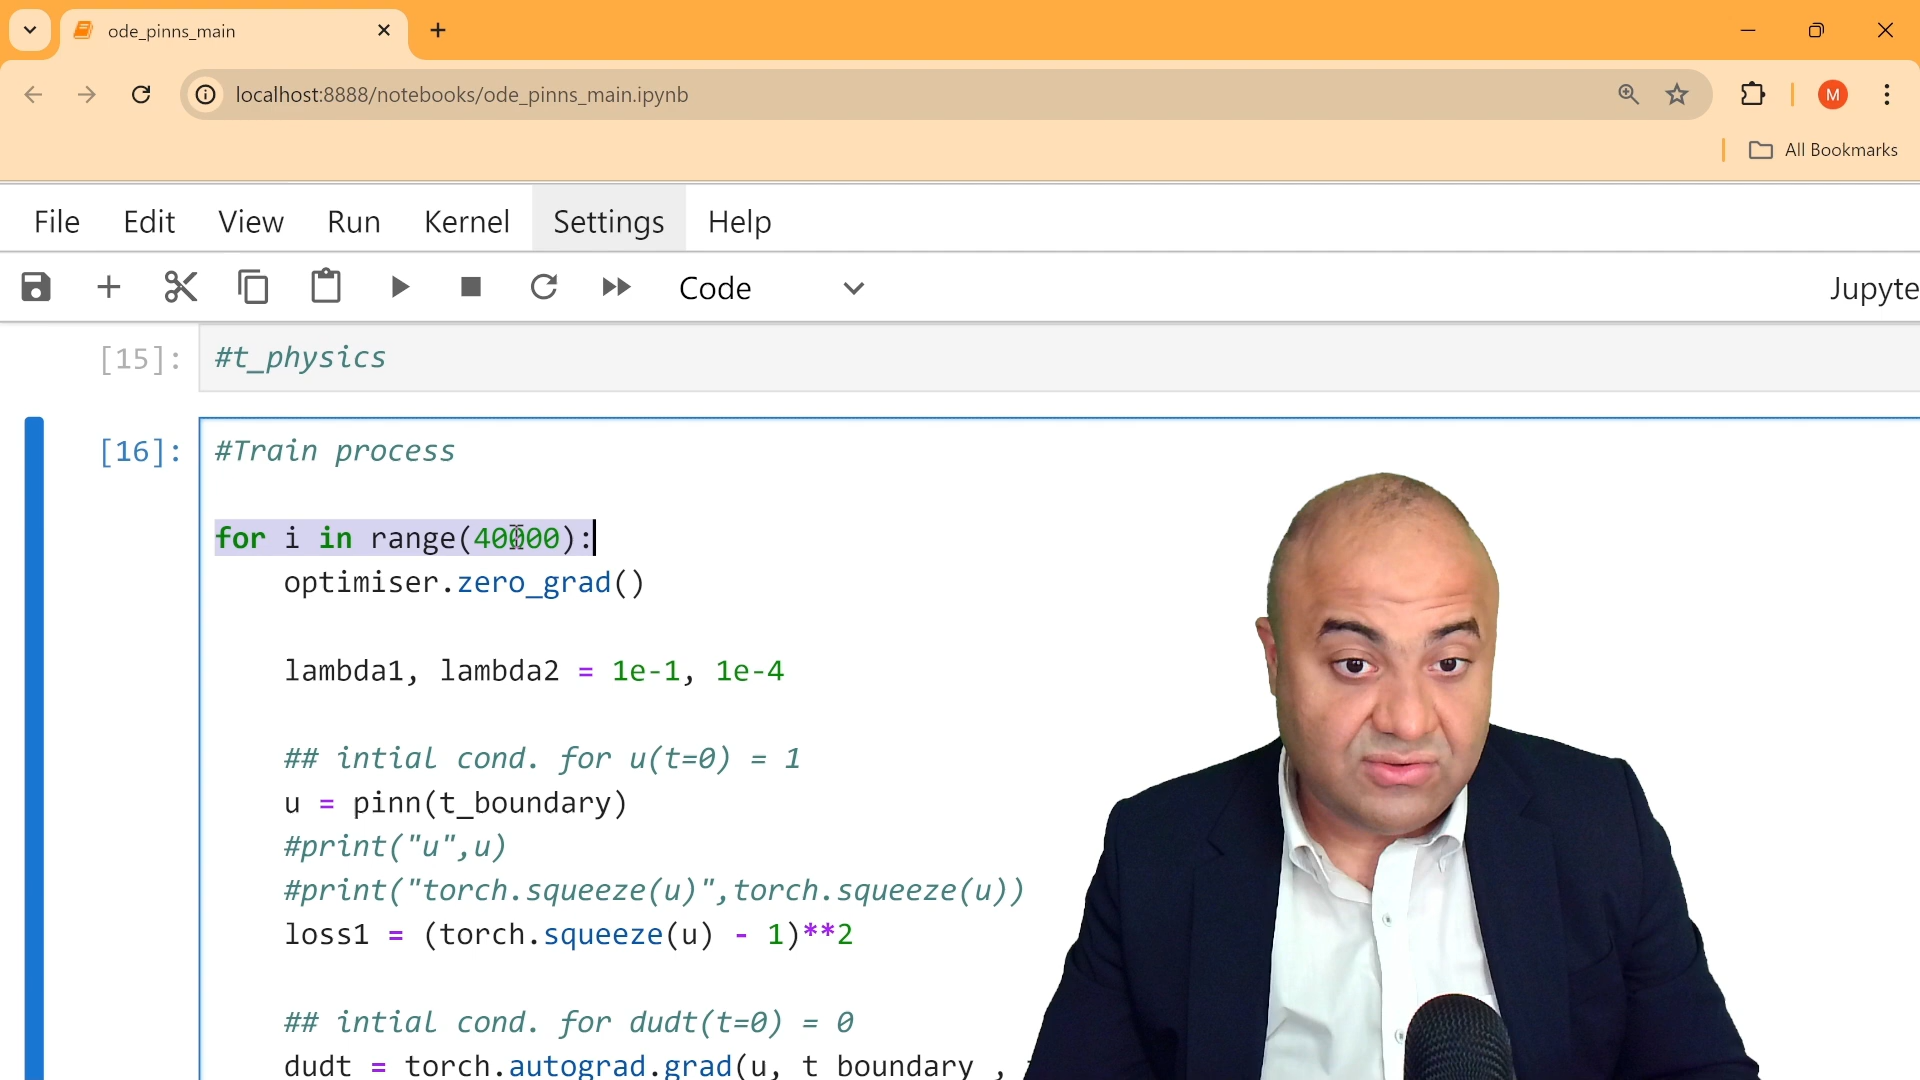 ode_pinns_main
localhost:8888/notebooks/ode_pinns_main.ipynb
M
All Bookmarks
File Edit View Run Kernel Settings Help
Code
Jupyte
[15]: #t_physics
[16]: #Train process
for i in range(40000):
optimiser.zero_grad()
lambda1, lambda2 = 1e-1, 1e-4
## intial cond. for u(t=0) = 1
u = pinn(t_boundary)
#print("u",u)
#print("torch.squeeze(u)",torch.squeeze(u))
loss1 = (torch.squeeze(u) - 1)**2
## intial cond. for dudt(t=0) = 0
dudt = torch.autograd.grad(u, t_boundary ,